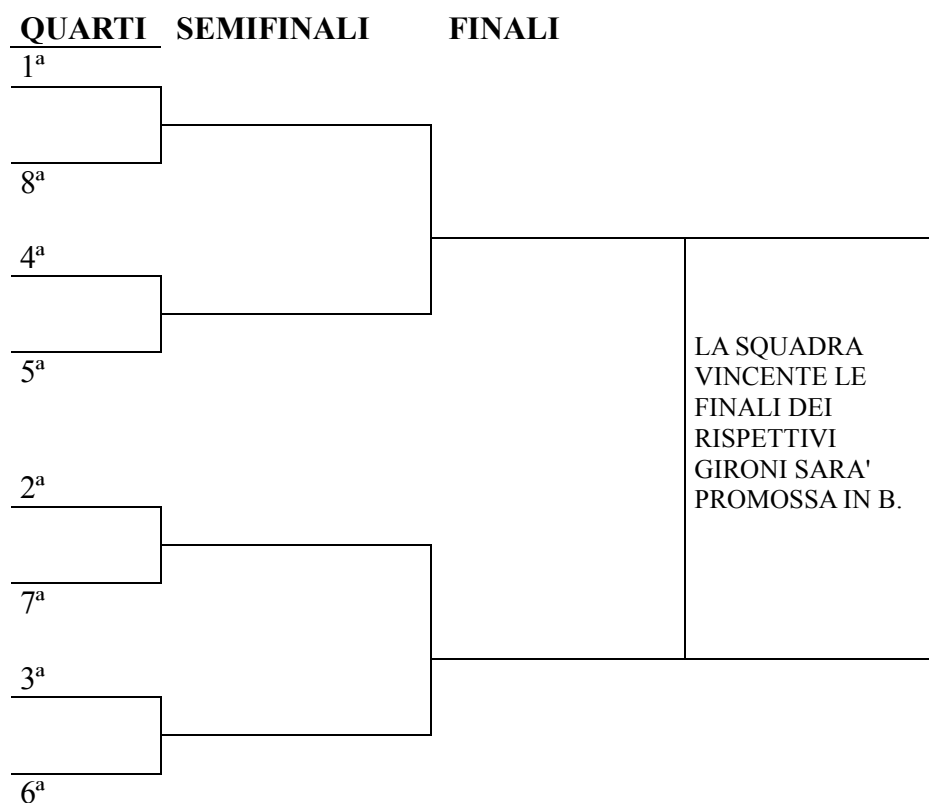 QUARTI SEMIFINALI FINALI
1ª
8ª
4ª
5ª
LA SQUADRA
VINCENTE LE
FINALI DEI
RISPETTIVI
GIRONI SARA'
PROMOSSA IN B.
2ª
7ª
3ª
6ª